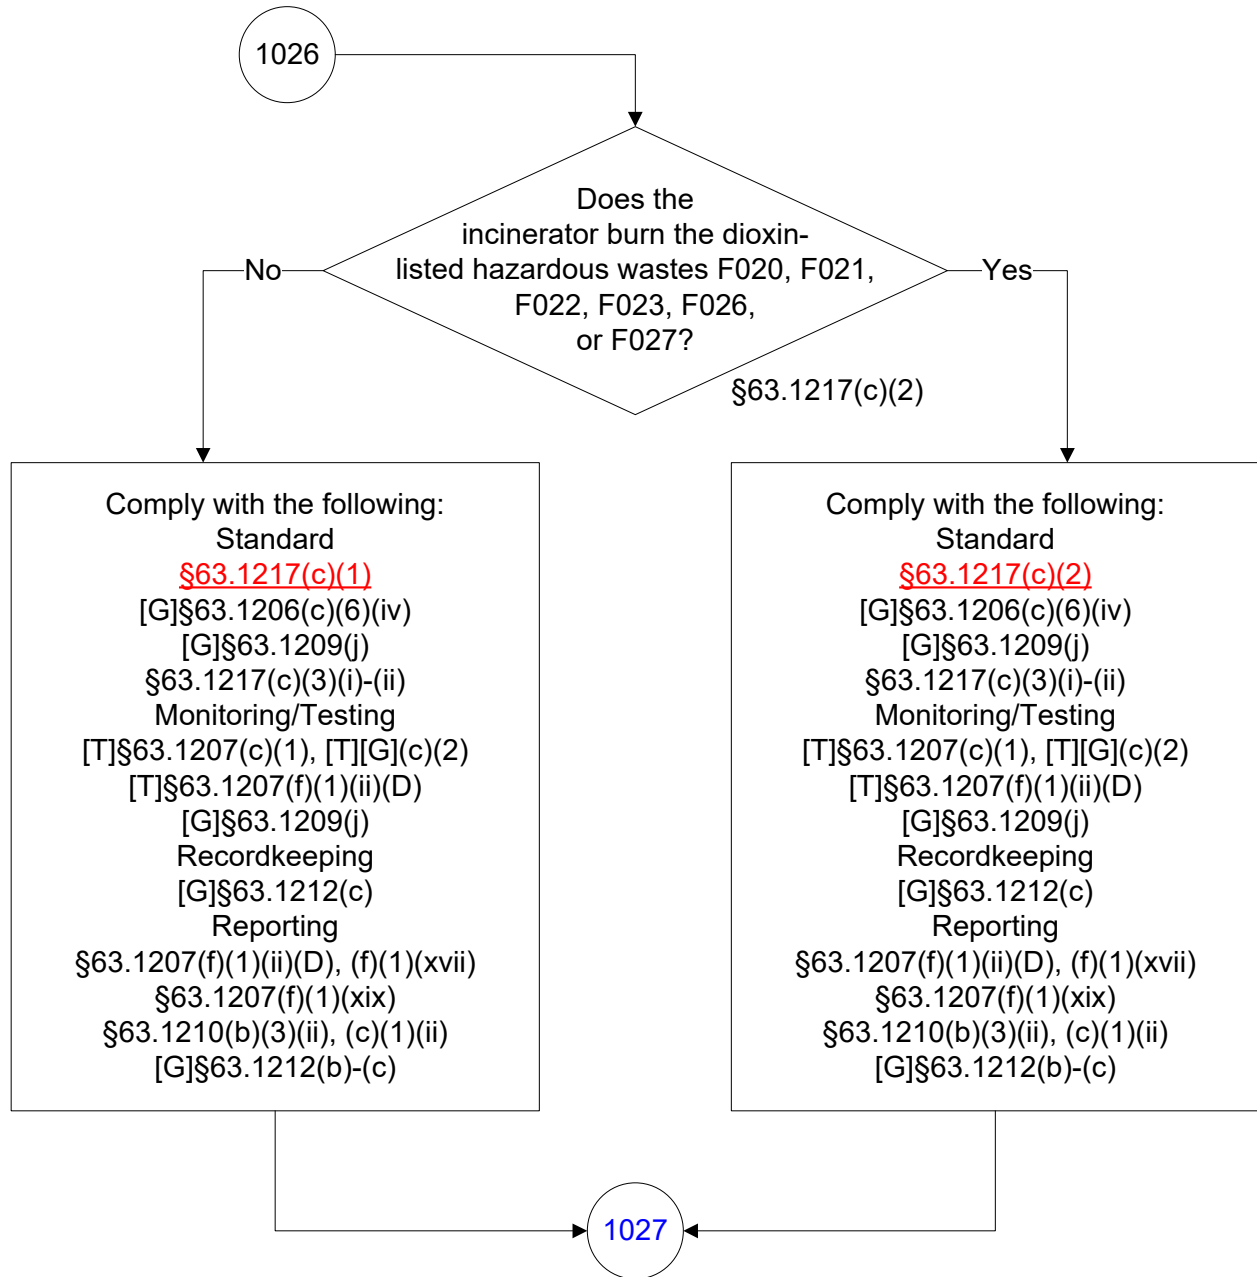 1026
Does the
incinerator burn the dioxin-
listed hazardous wastes F020, F021,
F022, F023, F026,
or F027?
No
Yes
§63.1217(c)(2)
Comply with the following:
Standard
§63.1217(c)(1)
[G]§63.1206(c)(6)(iv)
[G]§63.1209(j)
§63.1217(c)(3)(i)-(ii)
Monitoring/Testing
[T]§63.1207(c)(1), [T][G](c)(2)
[T]§63.1207(f)(1)(ii)(D)
[G]§63.1209(j)
Recordkeeping
[G]§63.1212(c)
Reporting
§63.1207(f)(1)(ii)(D), (f)(1)(xvii)
§63.1207(f)(1)(xix)
§63.1210(b)(3)(ii), (c)(1)(ii)
[G]§63.1212(b)-(c)
Comply with the following:
Standard
§63.1217(c)(2)
[G]§63.1206(c)(6)(iv)
[G]§63.1209(j)
§63.1217(c)(3)(i)-(ii)
Monitoring/Testing
[T]§63.1207(c)(1), [T][G](c)(2)
[T]§63.1207(f)(1)(ii)(D)
[G]§63.1209(j)
Recordkeeping
[G]§63.1212(c)
Reporting
§63.1207(f)(1)(ii)(D), (f)(1)(xvii)
§63.1207(f)(1)(xix)
§63.1210(b)(3)(ii), (c)(1)(ii)
[G]§63.1212(b)-(c)
1027